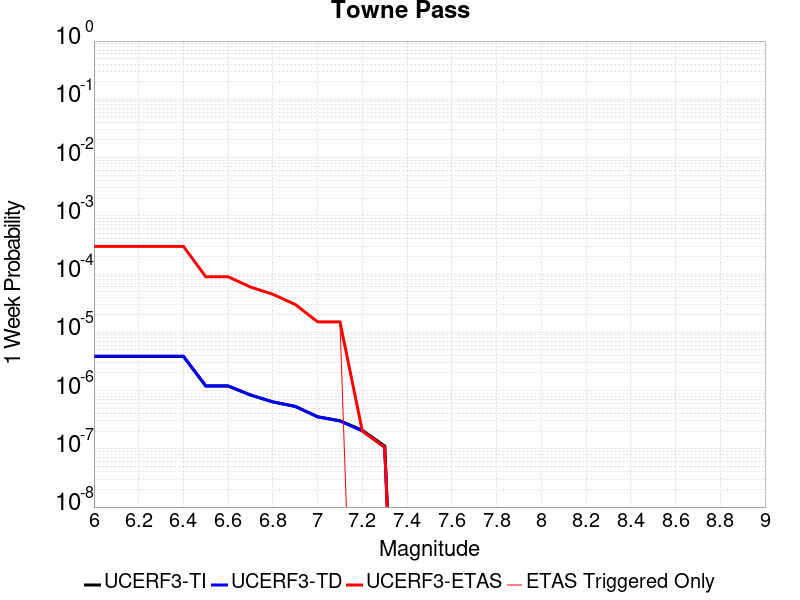 Towne Pass
10^0
10^-1
10^-2
10^-3
10^-4
10^-5
10^-6
10^-7
10^-8
1 Week Probability
6 6.2 6.4 6.6 6.8 7 7.2 7.4 7.6 7.8 8 8.2 8.4 8.6 8.8 9
Magnitude
UCERF3-TI UCERF3-TD UCERF3-ETAS ETAS Triggered Only